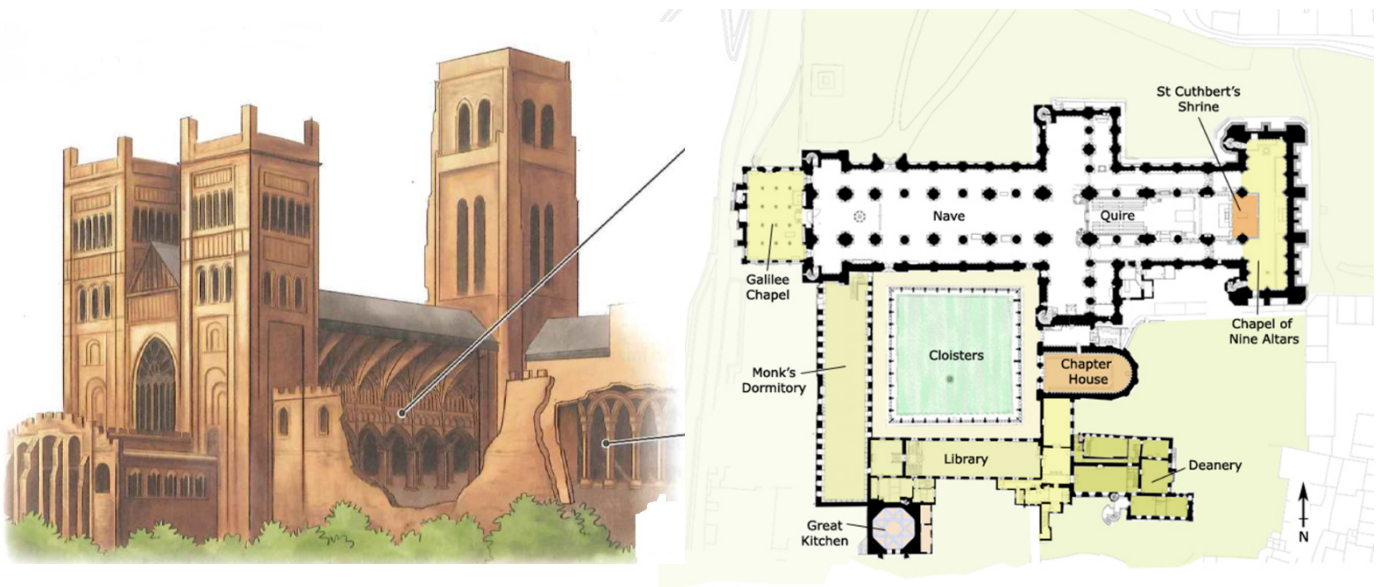 St Cuthbert's
Shrine
Nave
Quire
Galilee
Chapel
Chapel of
Nine Altars
Cloisters
Chapter
House
Monk's
Dormitory
Library
Deanery
Great
Kitchen
N